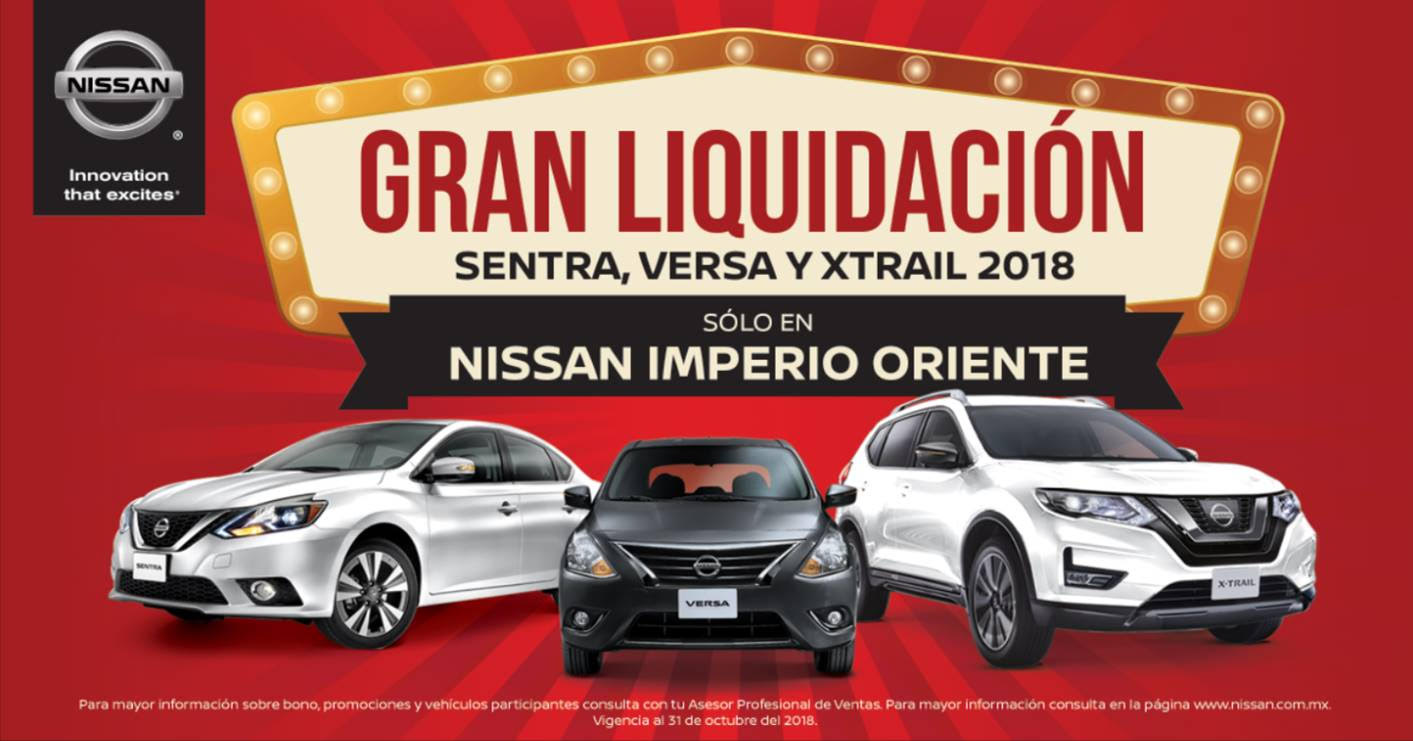 NISSAN
Innovation
that excites
GRAN LIQUIDACIÓN
SENTRA, VERSA Y XTRAIL 2018
SÓLO EN
NISSAN IMPERIO ORIENTE
SENTRA
VERSA
X-TRAIL
Para mayor información sobre bono, promociones y vehículos participantes consulta con tu Asesor Profesional de Ventas. Para mayor información consulta en la página www.nissan.com.mx.
Vigencia al 31 de octubre del 2018.